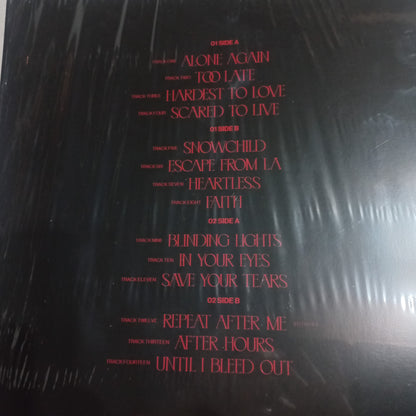 01 SIDE A
TRACK ONE ALONE AGAIN
TRACK TWO TOO LATE
TRACK THREE HARDEST TO LOVE
TRACK FOUR SCARED TO LIVE
01 SIDE B
TRACK FIVE SNOWCHILD
TRACK SIX ESCAPE FROM LA
TRACK SEVEN HEARTLESS
TRACK EIGHT FAITH
02 SIDE A
TRACK NINE BLINDING LIGHTS
TRACK TEN IN YOUR EYES
TRACK ELEVEN SAVE YOUR TEARS
02 SIDE B
TRACK TWELVE REPEAT AFTER ME
TRACK THIRTEEN AFTER HOURS
TRACK FOURTEEN UNTIL I BLEED OUT